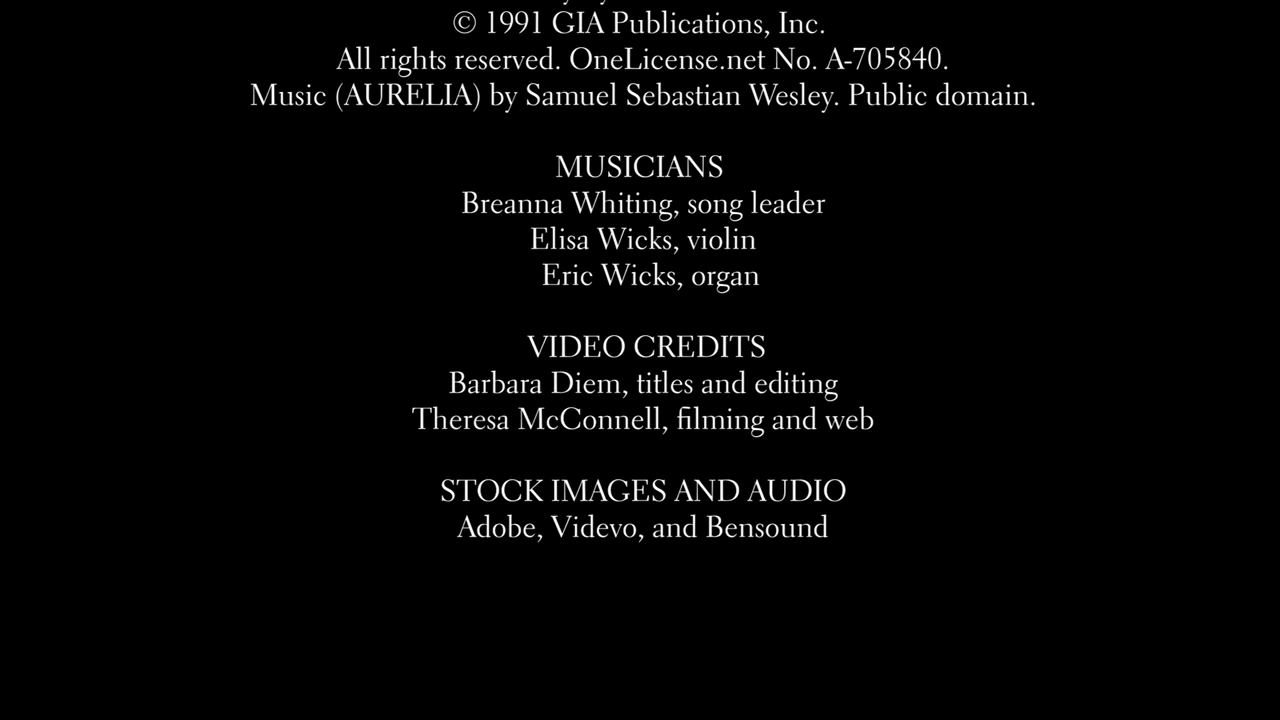 © 1991 GIA Publications, Inc.
All rights reserved. OneLicense.net No. A-705840.
Music (AURELIA) by Samuel Sebastian Wesley. Public domain.
MUSICIANS
Breanna Whiting, song leader
Elisa Wicks, violin
Eric Wicks, organ
VIDEO CREDITS
Barbara Diem, titles and editing
Theresa McConnell, filming and web
STOCK IMAGES AND AUDIO
Adobe, Videvo, and Bensound